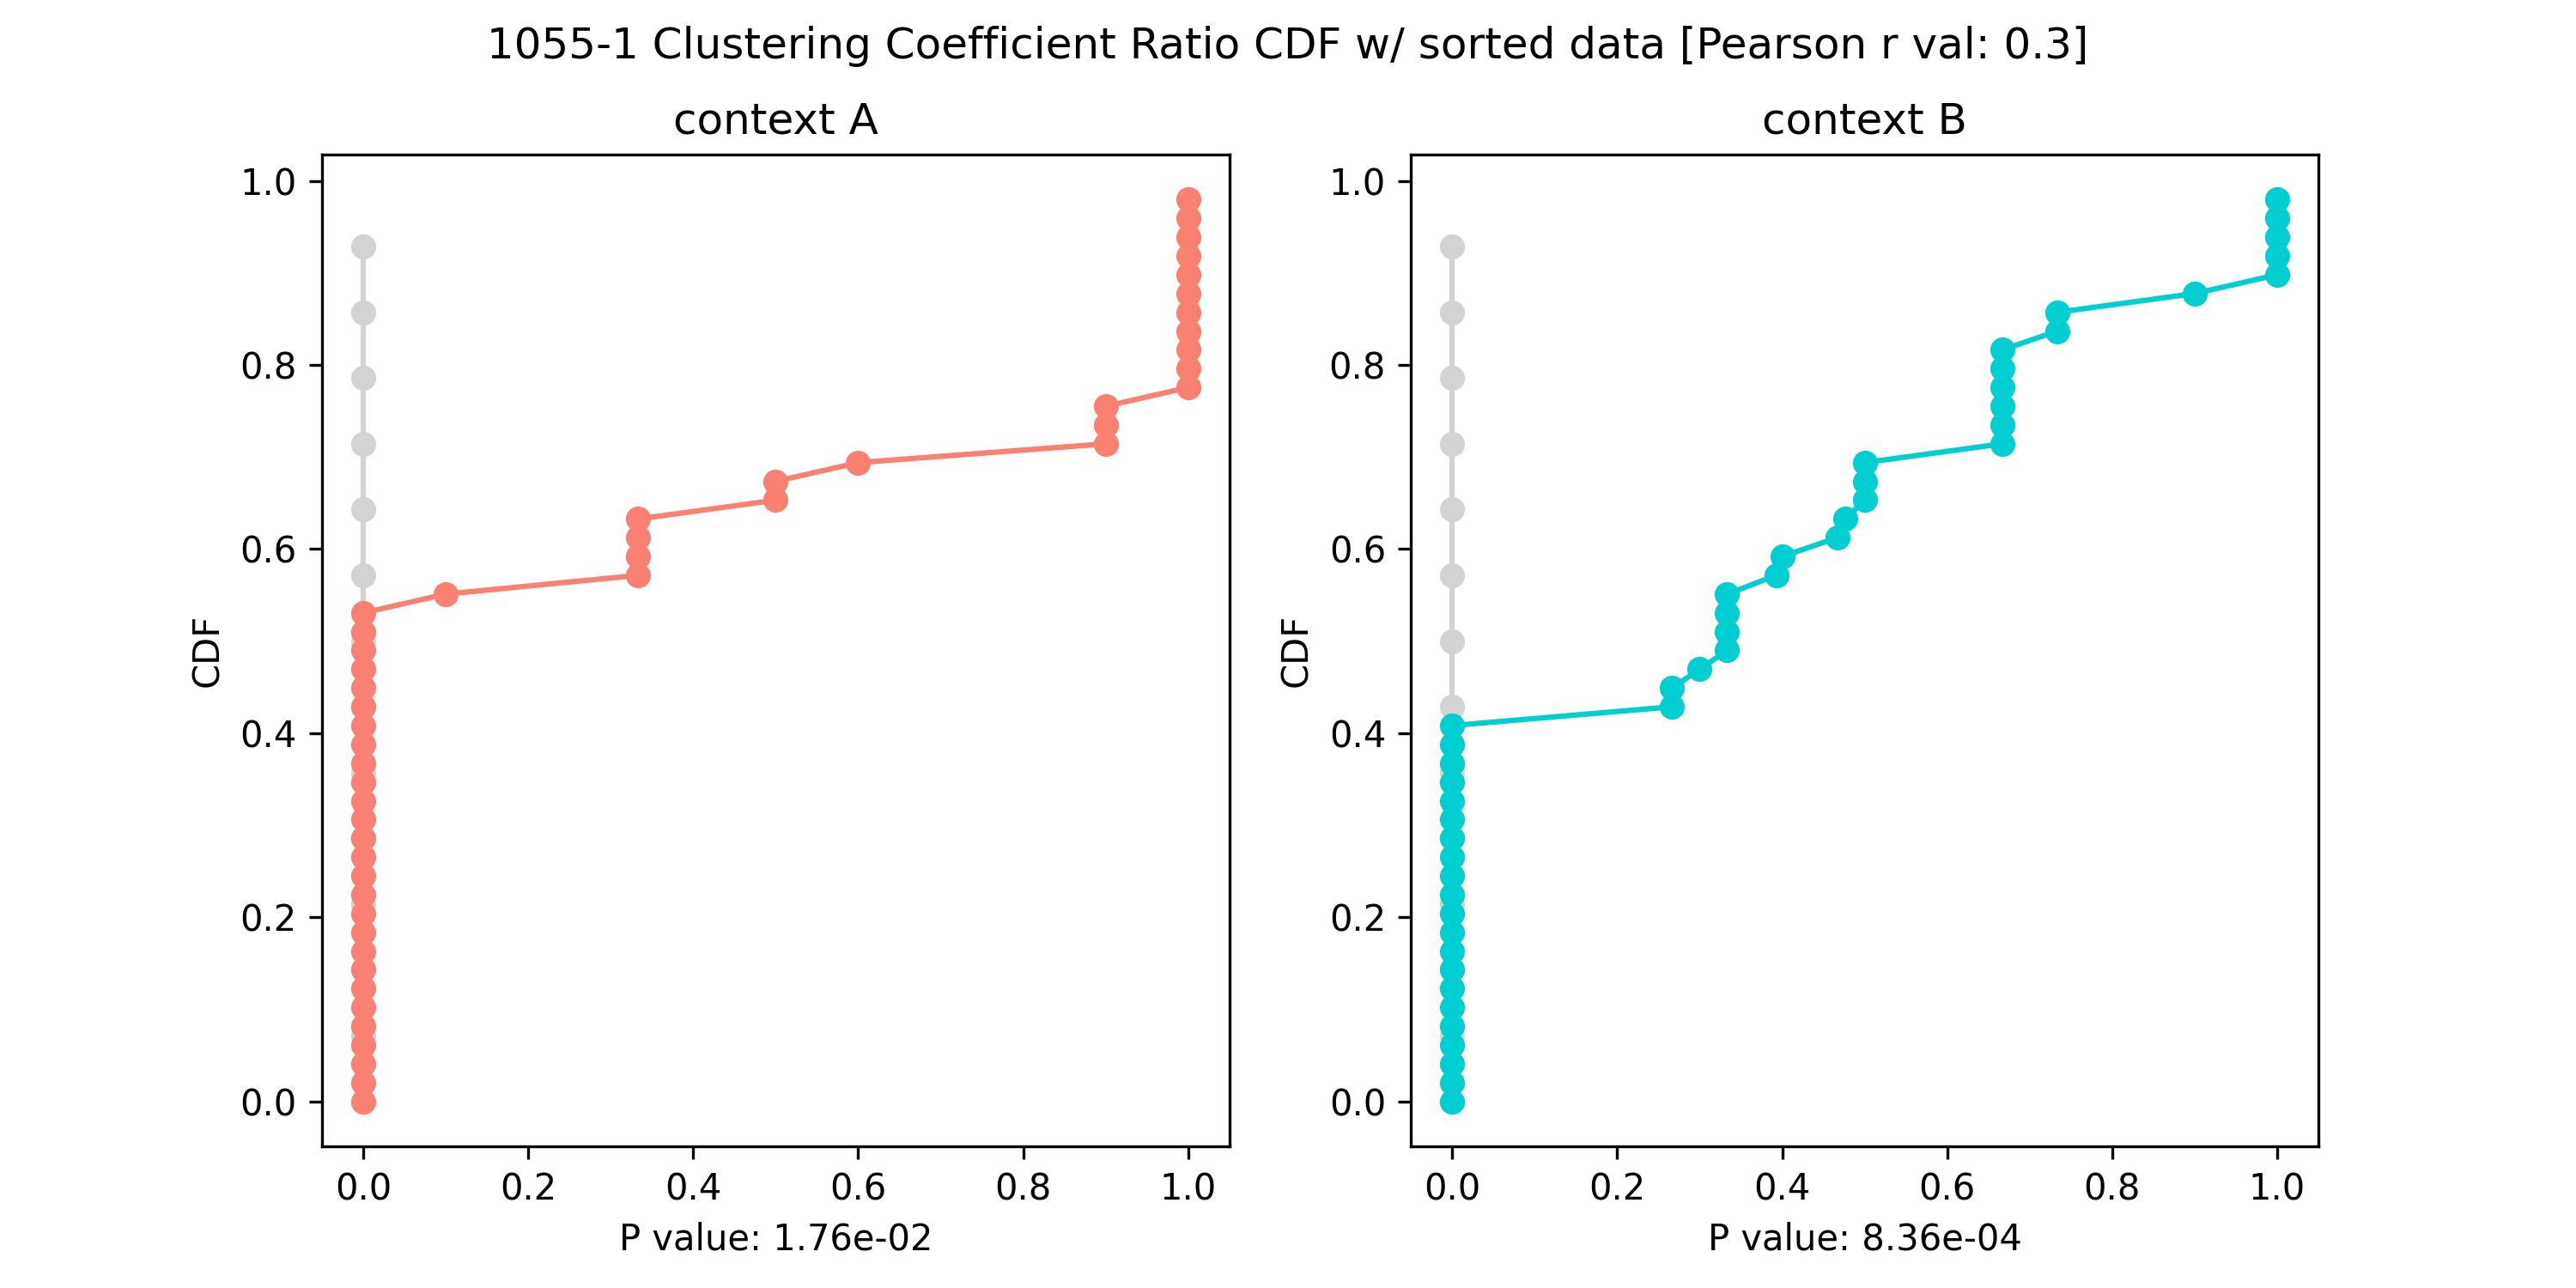 1055-1 Clustering Coefficient Ratio CDF w/ sorted data [Pearson r val: 0.3]
context A
1.0
0.8
0.6
0.4
0.2
0.0
CDF
0.0 0.2 0.4 0.6 0.8 1.0
P value: 1.76e-02
context B
1.0
0.8
0.6
0.4
0.2
0.0
CDF
0.0 0.2 0.4 0.6 0.8 1.0
P value: 8.36e-04